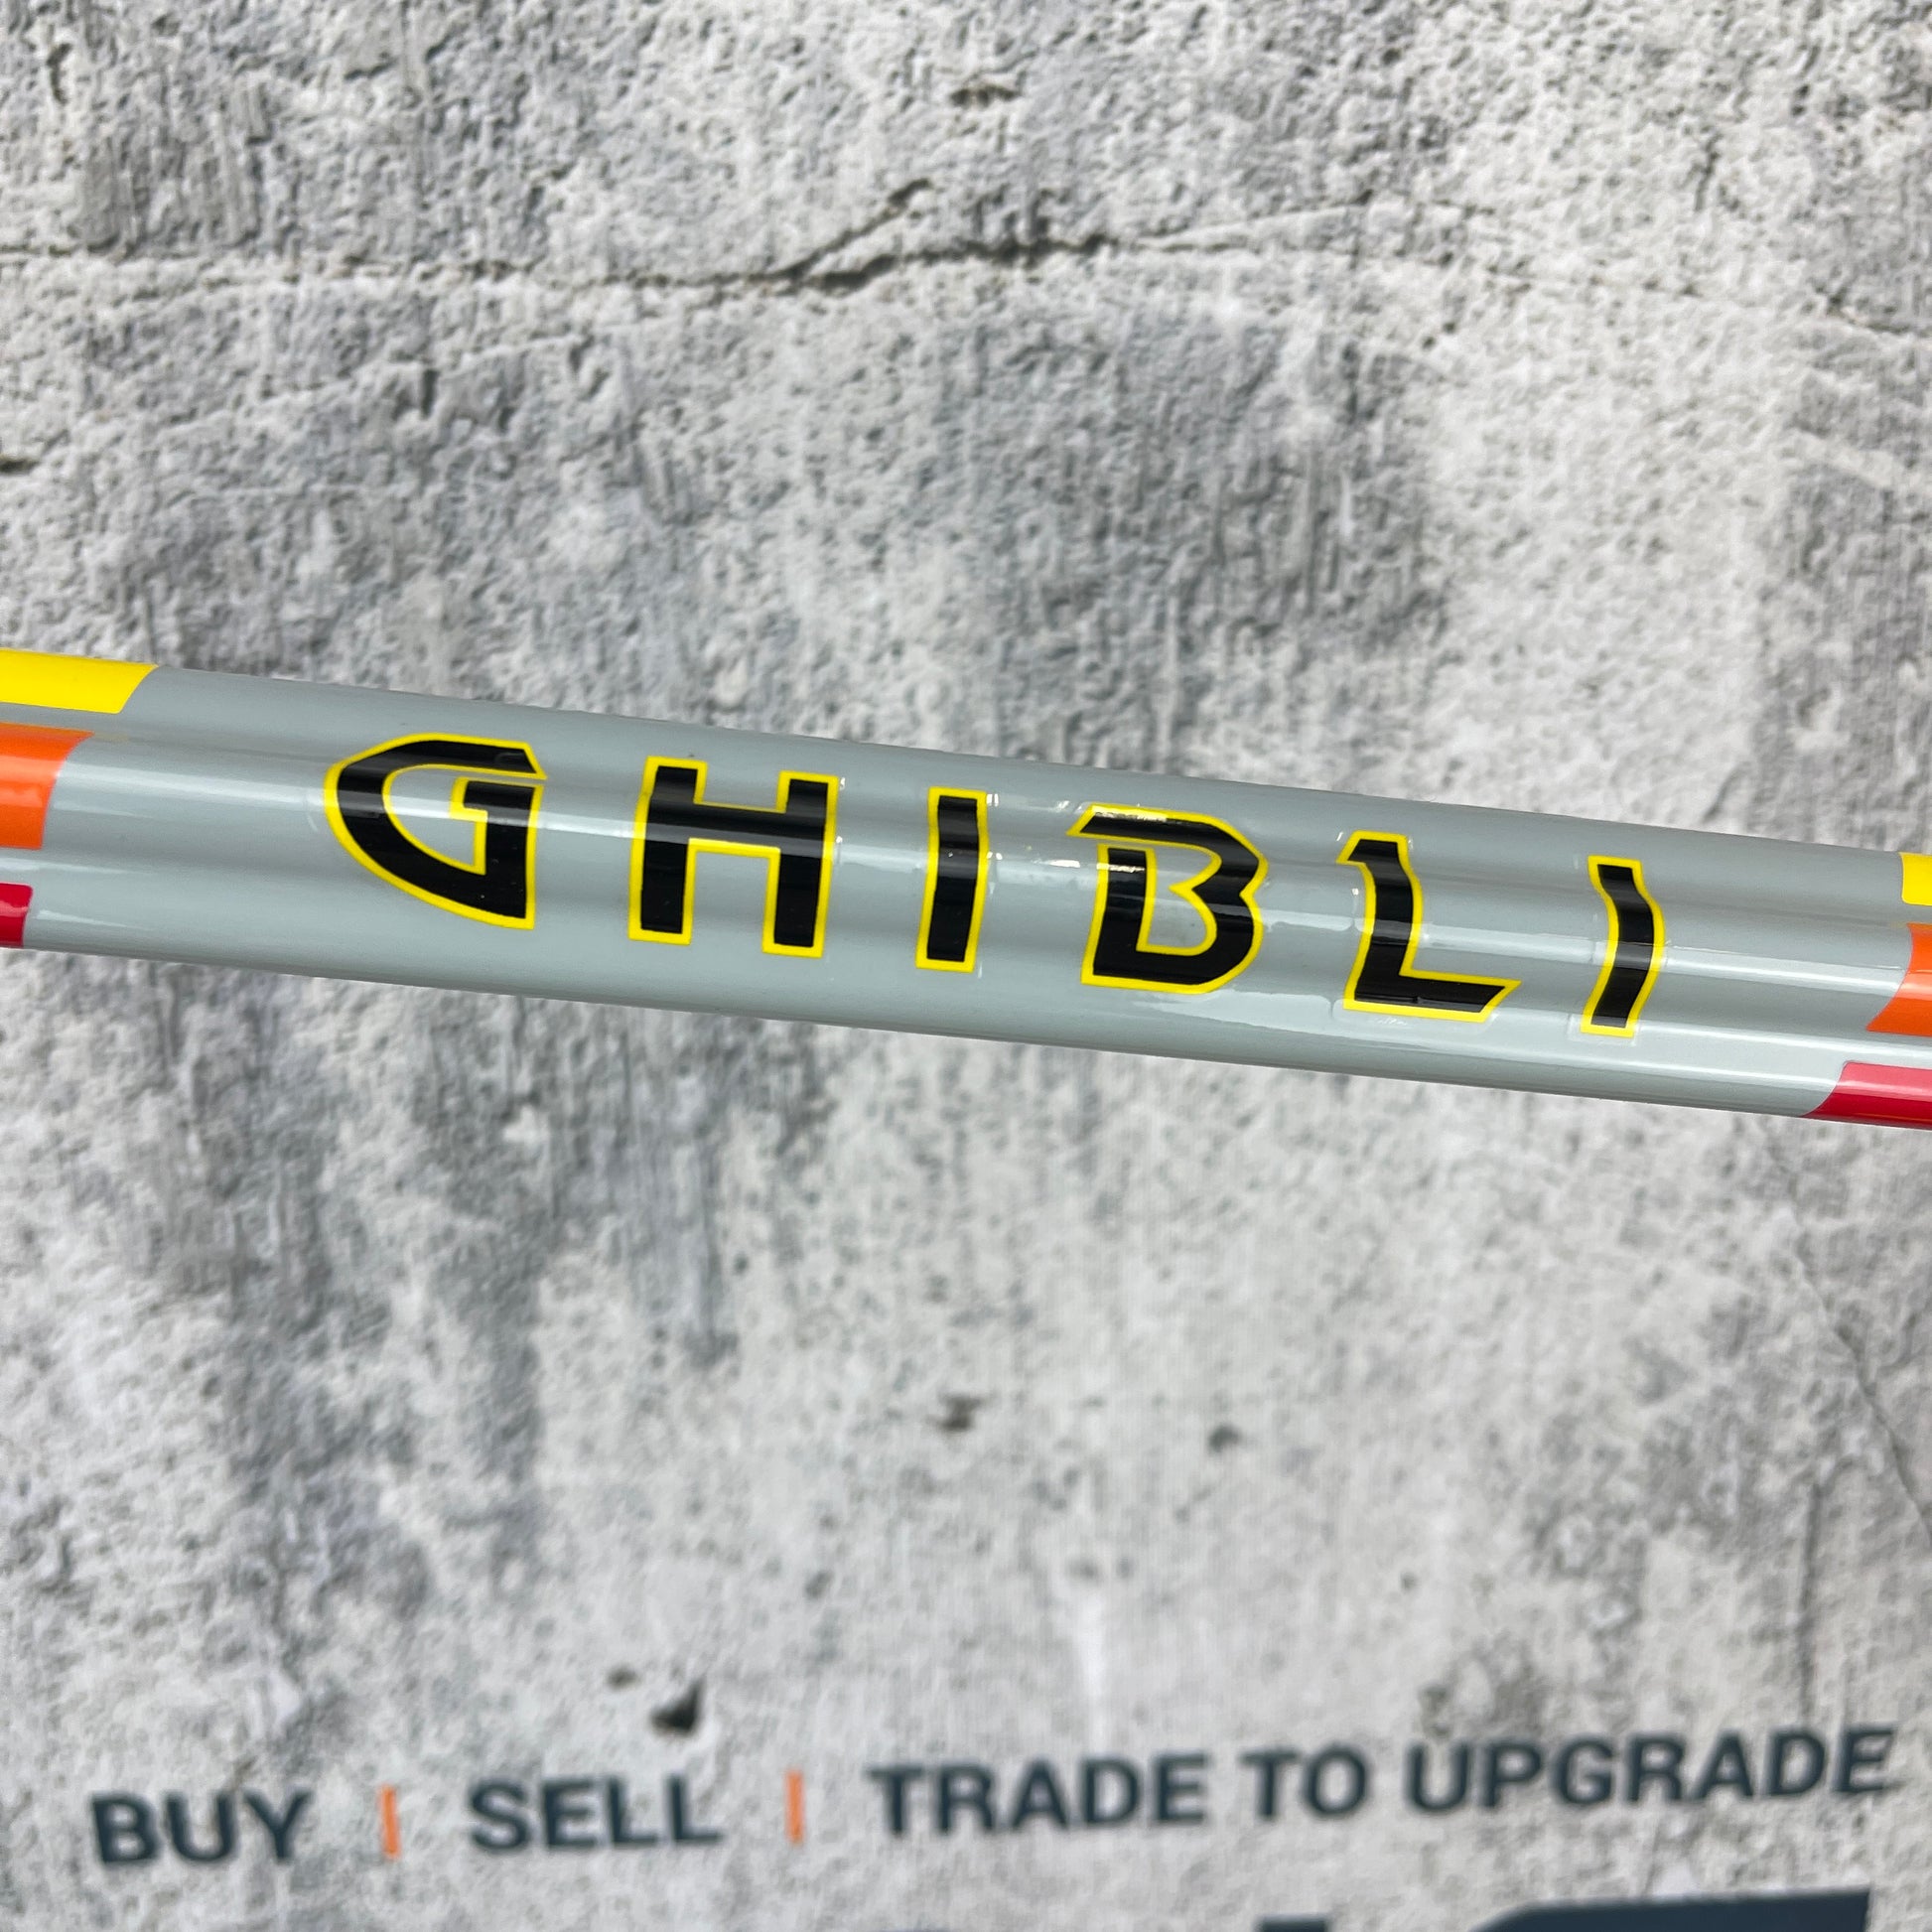 GHIBLI
BUY | SELL | TRADE TO UPGRADE